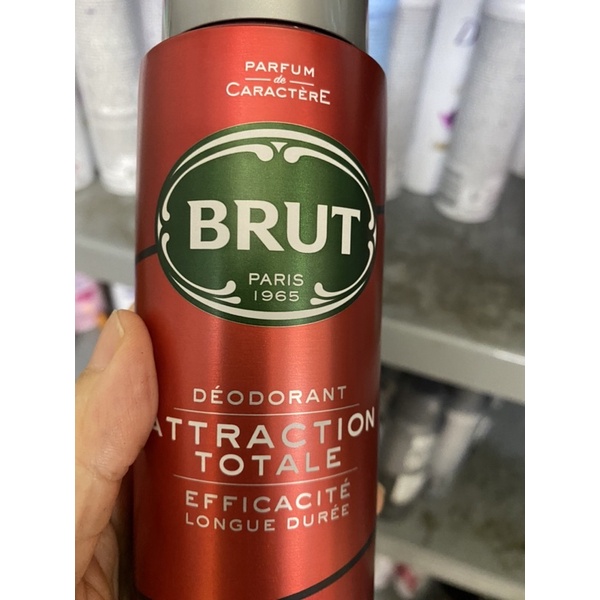 PARFUM
de
CARACTÈRE
BRUT
PARIS
1965
DÉODORANT
ATTRACTION
TOTALE
EFFICACITÉ
LONGUE DURÉE